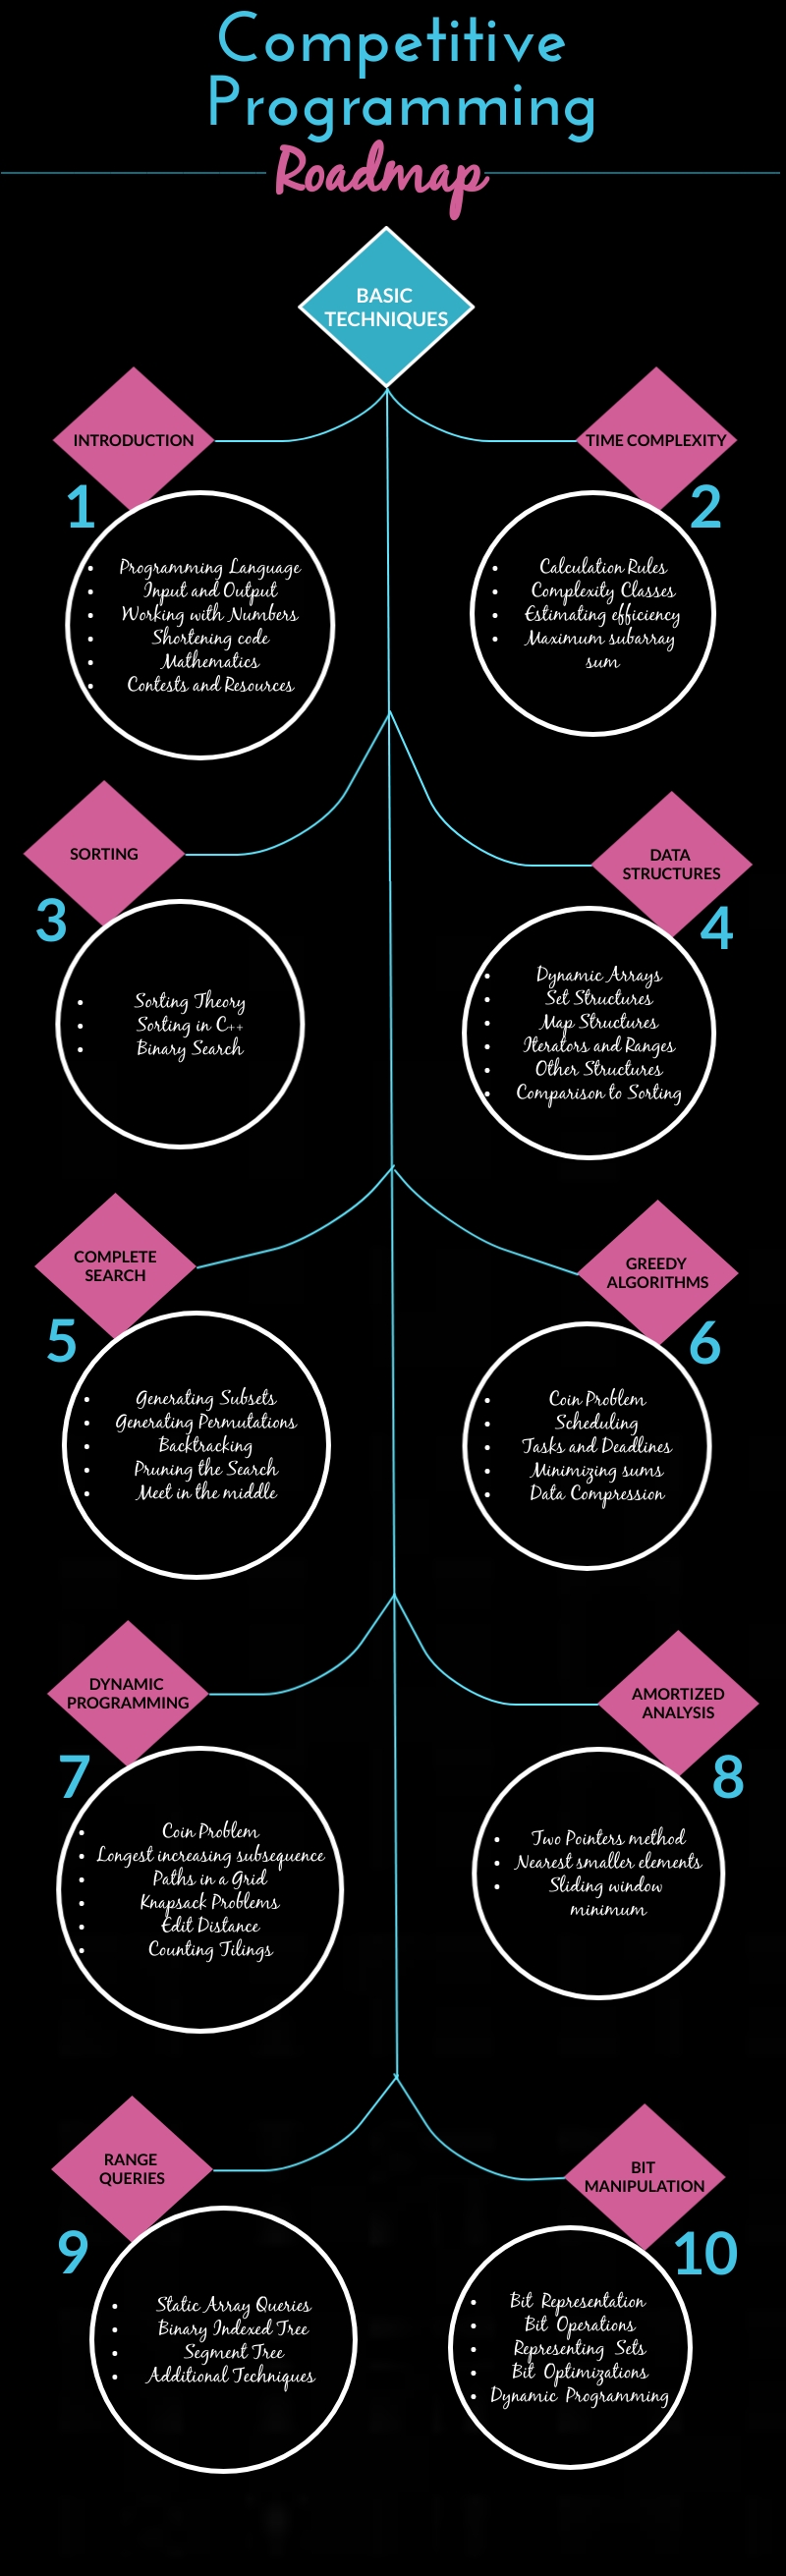 Competitive
Programming
Roadmap
BASIC
TECHNIQUES
INTRODUCTION
1
• Programming Language
• Input and Output
• Working with Numbers
• Shortening code
• Mathematics
• Contests and Resources
TIME COMPLEXITY
2
• Calculation Rules
• Complexity Classes
• Estimating efficiency
• Maximum subarray
sum
SORTING
3
• Sorting Theory
• Sorting in C++
• Binary Search
DATA
STRUCTURES
4
• Dynamic Arrays
• Set Structures
• Map Structures
• Iterators and Ranges
• Other Structures
• Comparison to Sorting
COMPLETE
SEARCH
5
• Generating Subsets
• Generating Permutations
• Backtracking
• Pruning the Search
• Meet in the middle
GREEDY
ALGORITHMS
6
• Coin Problem
• Scheduling
• Tasks and Deadlines
• Minimizing sums
• Data Compression
DYNAMIC
PROGRAMMING
7
• Coin Problem
• Longest increasing subsequence
• Paths in a Grid
• Knapsack Problems
• Edit Distance
• Counting Tilings
AMORTIZED
ANALYSIS
8
• Two Pointers method
• Nearest smaller elements
• Sliding window
minimum
RANGE
QUERIES
9
• Static Array Queries
• Binary Indexed Tree
• Segment Tree
• Additional Techniques
BIT
MANIPULATION
10
• Bit Representation
• Bit Operations
• Representing Sets
• Bit Optimizations
• Dynamic Programming